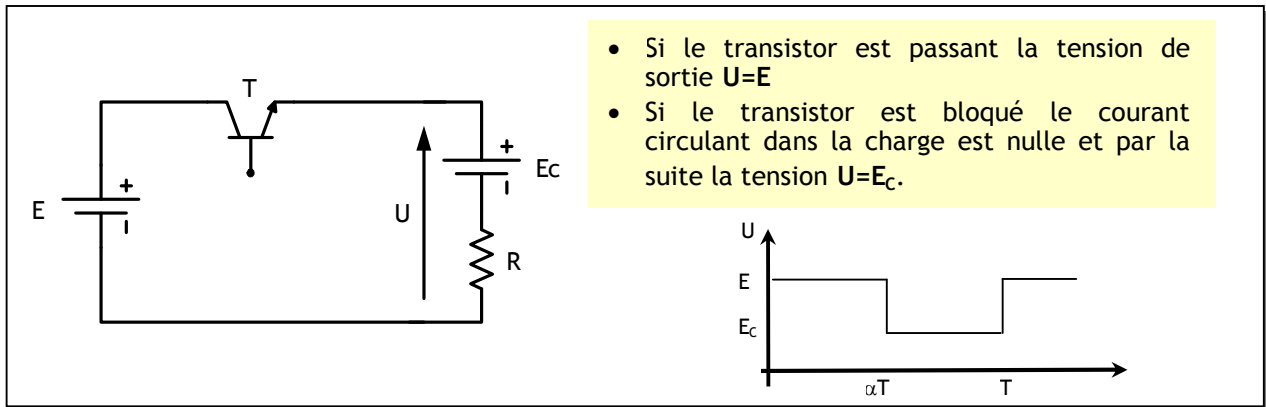 • Si le transistor est passant la tension de
sortie U=E
• Si le transistor est bloqué le courant
circulant dans la charge est nulle et par la
suite la tension U=EC.
T
+
E
U
+
Ec
R
U
E
EC
αT
T